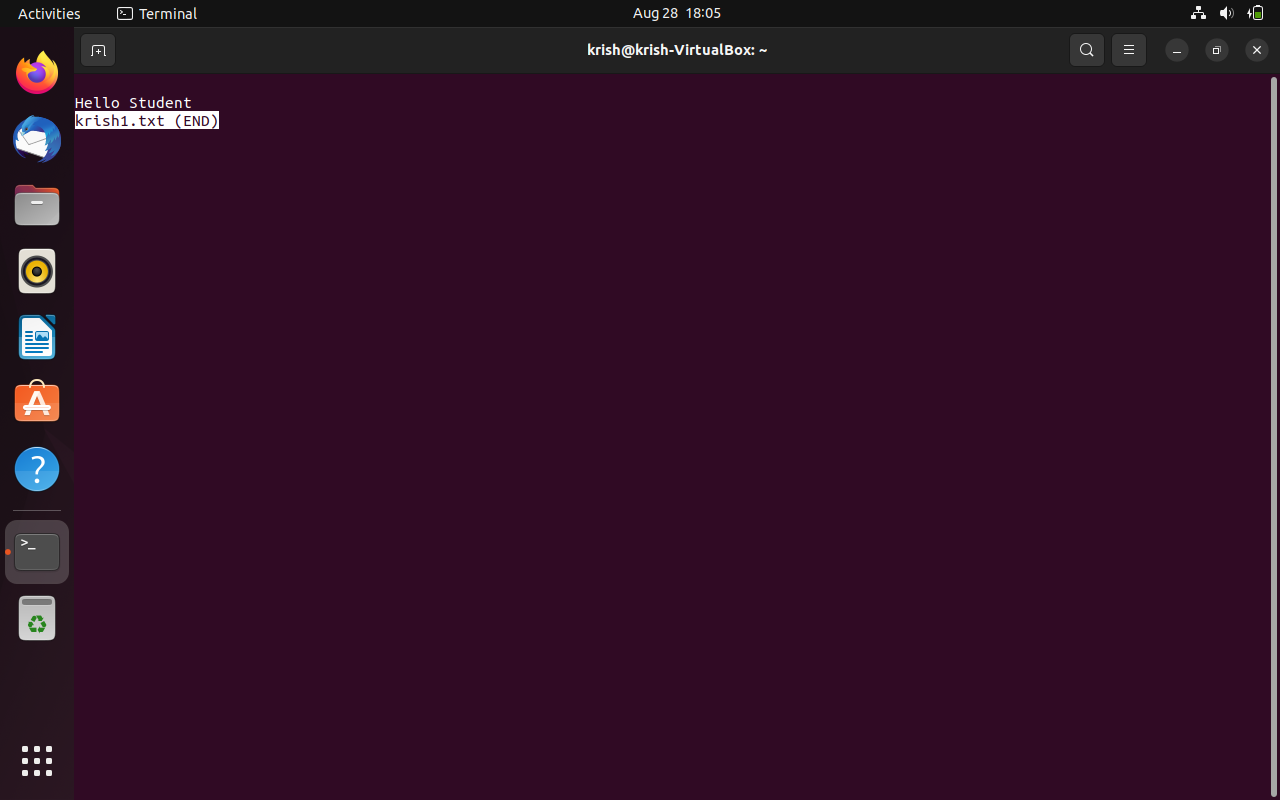 Activities
Terminal
Aug 28 18:05
krish@krish-VirtualBox: ~
Hello Student
krish1.txt (END)